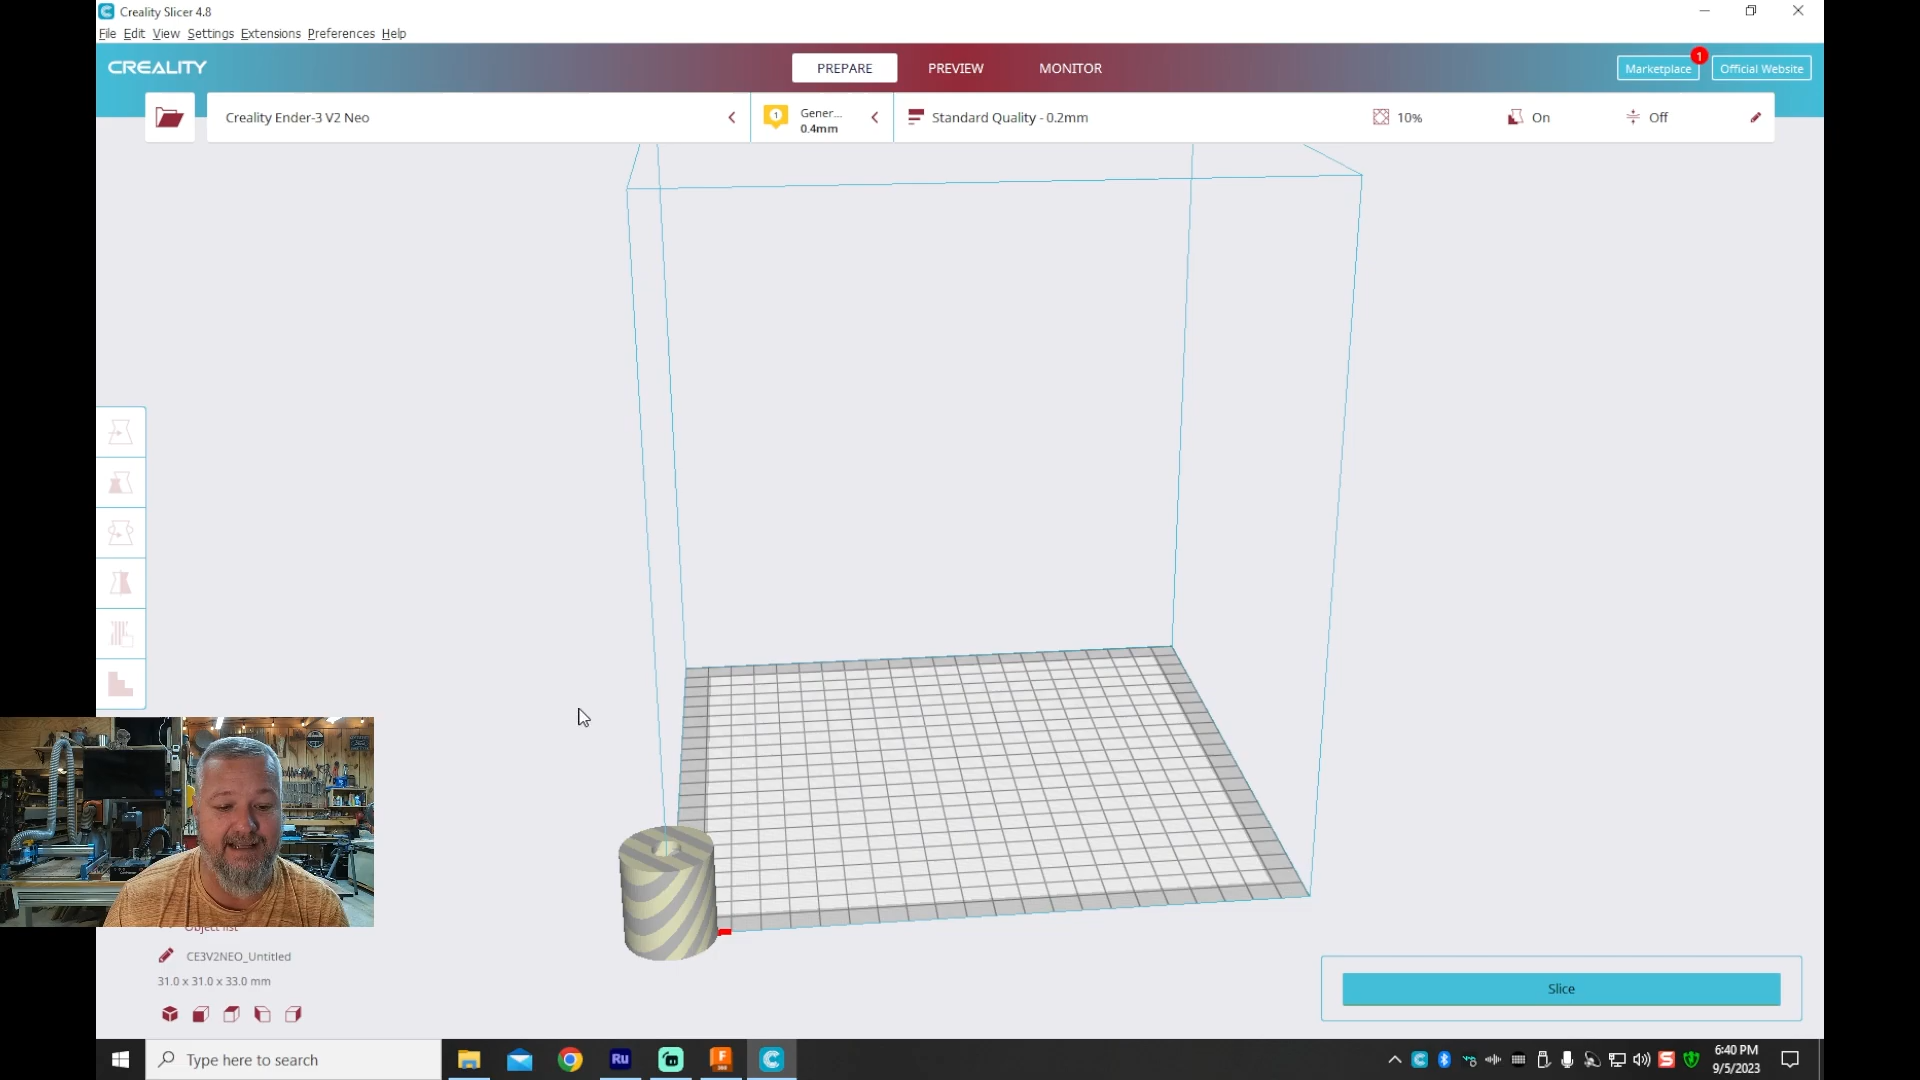 Creality Slicer 4.8
File Edit View Settings Extensions Preferences Help
CREALITY
PREPARE PREVIEW MONITOR
Marketplace 1 Official Website
Creality Ender-3 V2 Neo
1 Gener...
0.4mm
Standard Quality - 0.2mm
10% On Off
Object list
CE3V2NEO_Untitled
31.0 x 31.0 x 33.0 mm
Slice
Type here to search
Ru
F
C
S
6:40 PM
9/5/2023